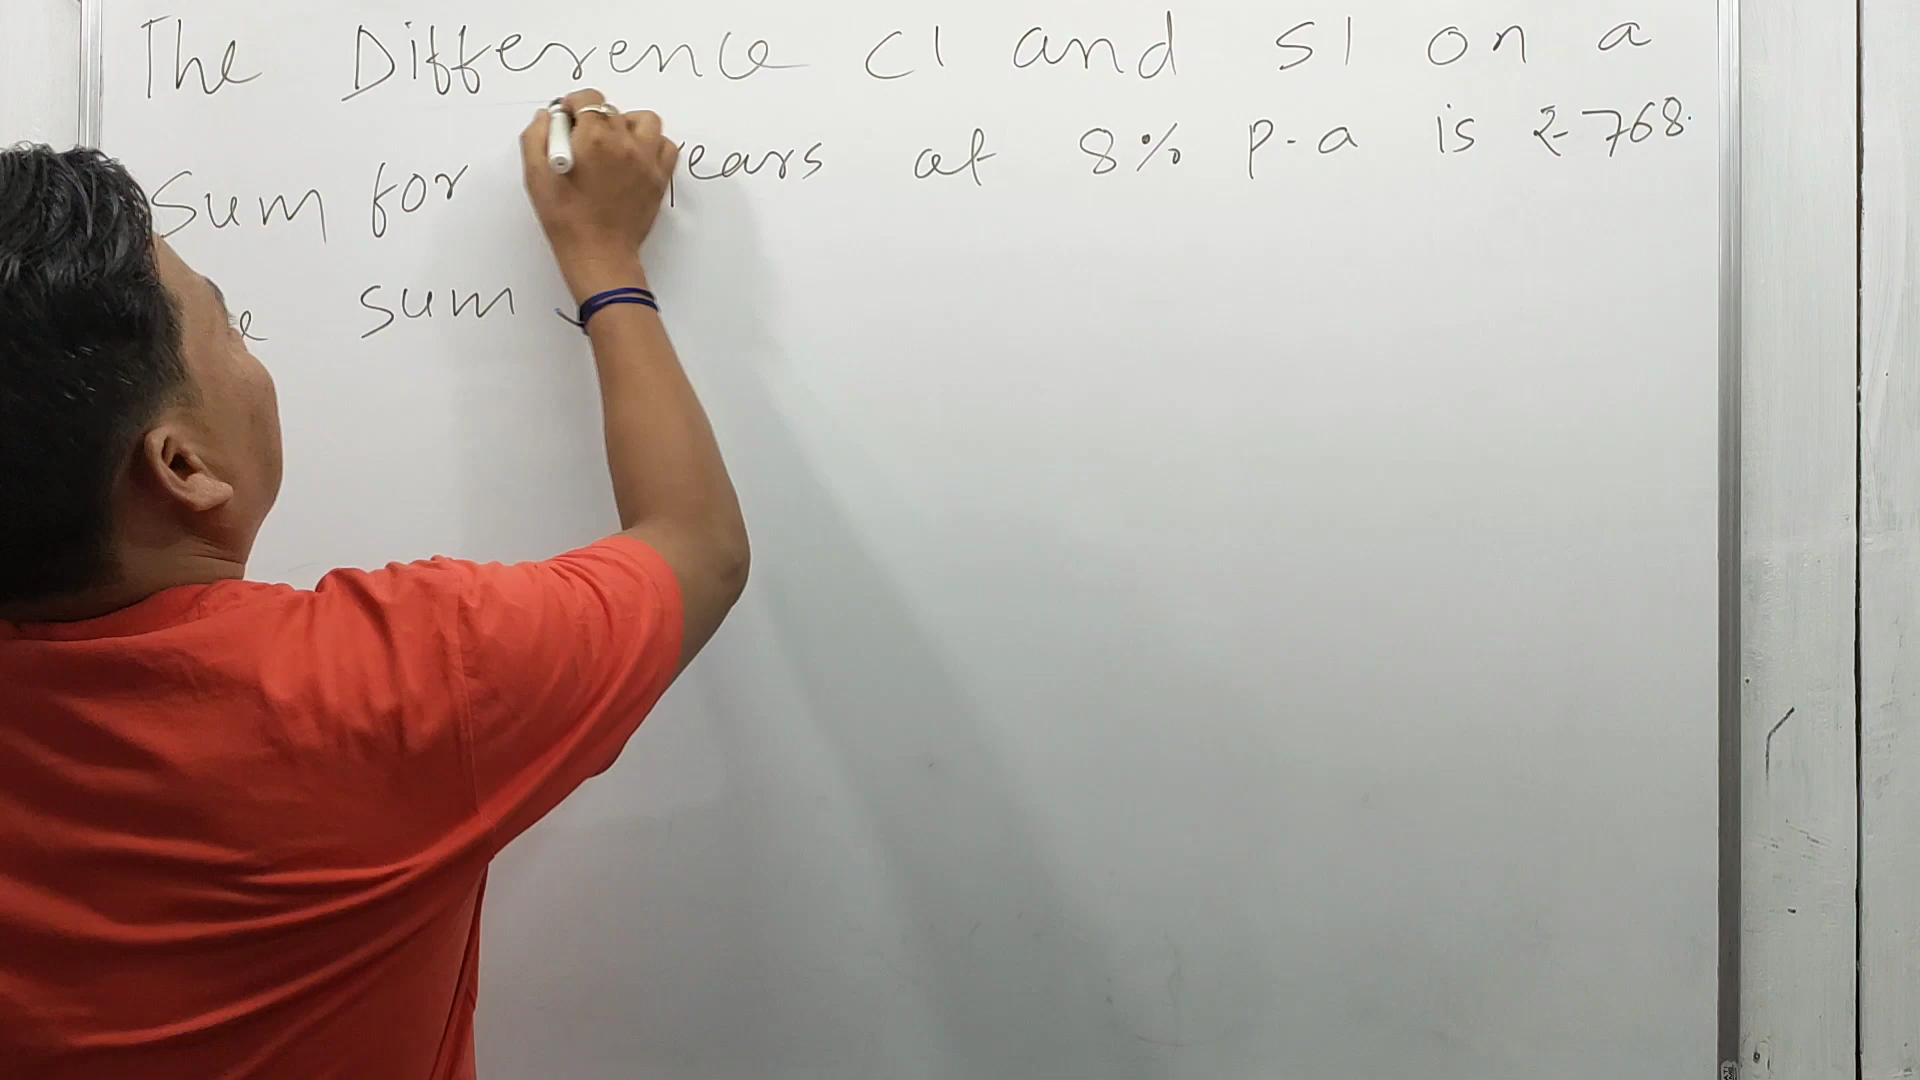 The Difference CI and SI on a
Sum for years at 8% p.a is ₹768.
sum